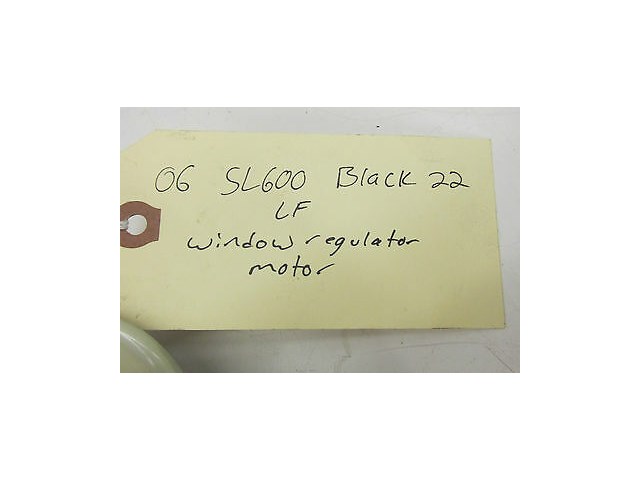 06 SL600 Black 22
LF
window regulator
motor